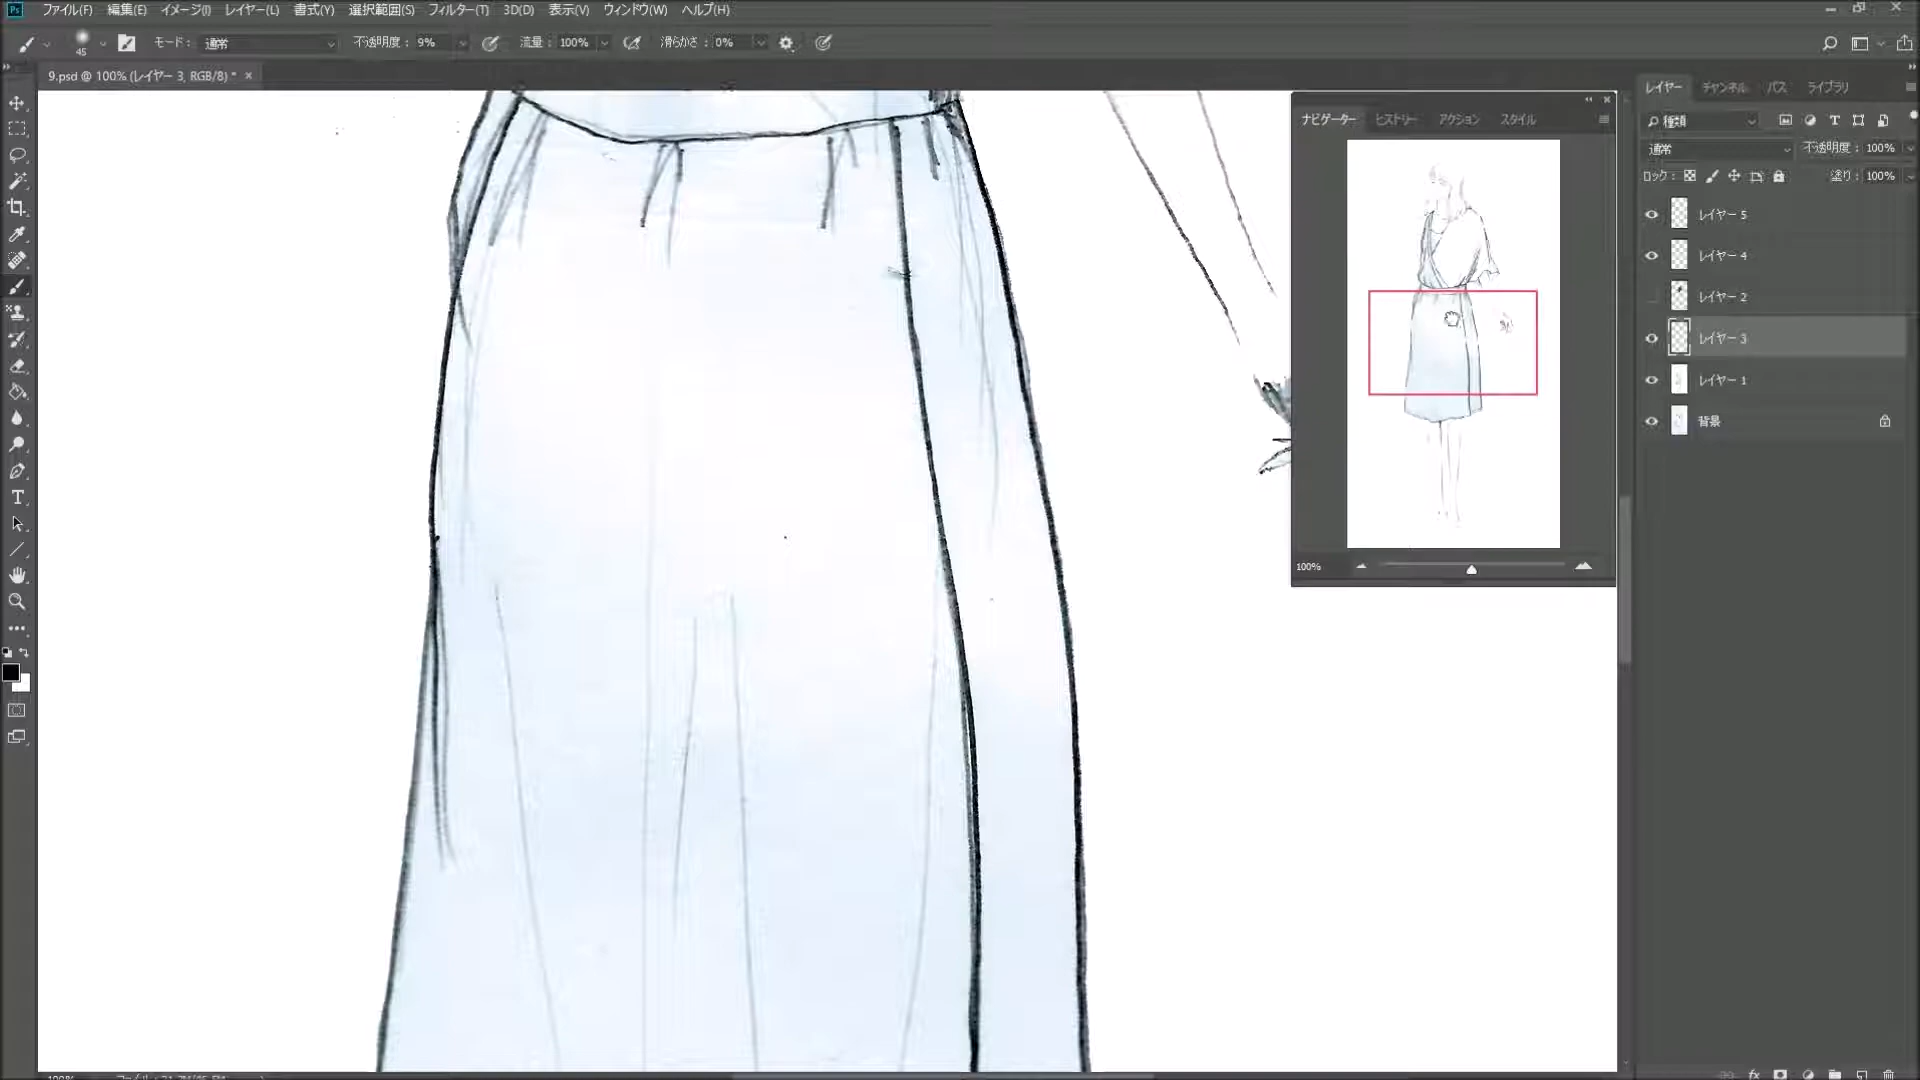 Ps ファイル(F) 編集(E) イメージ(I) レイヤー(L) 書式(Y) 選択範囲(S) フィルター(T) 3D(D) 表示(V) ウィンドウ(W) ヘルプ(H)
45 モード: 通常 不透明度: 9% 流量: 100% 滑らかさ: 0%
9.psd @ 100% (レイヤー 3, RGB/8) *
ナビゲーター ヒストリー アクション スタイル
100%
レイヤー チャンネル パス ライブラリ
種類
通常 不透明度: 100%
ロック: 塗り: 100%
レイヤー 5
レイヤー 4
レイヤー 2
レイヤー 3
レイヤー 1
背景